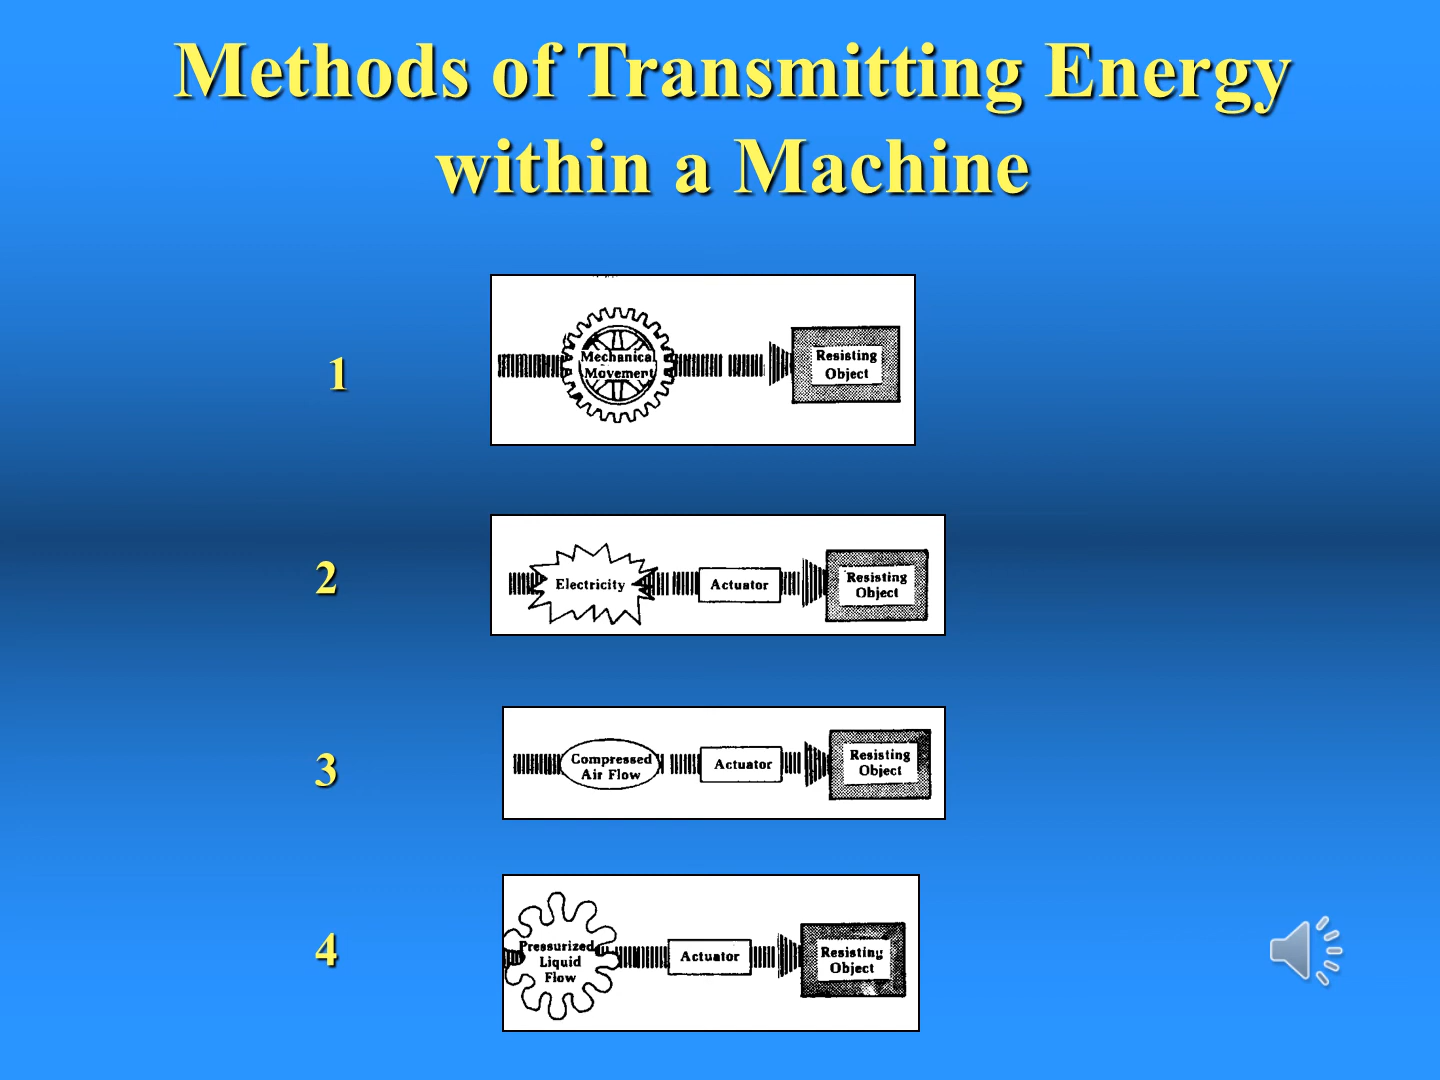 Methods of Transmitting Energy
within a Machine
1
Mechanical
Movement
Resisting
Object
2
Electricity
Actuator
Resisting
Object
3
Compressed
Air Flow
Actuator
Resisting
Object
4
Pressurized
Liquid
Flow
Actuator
Resisting
Object